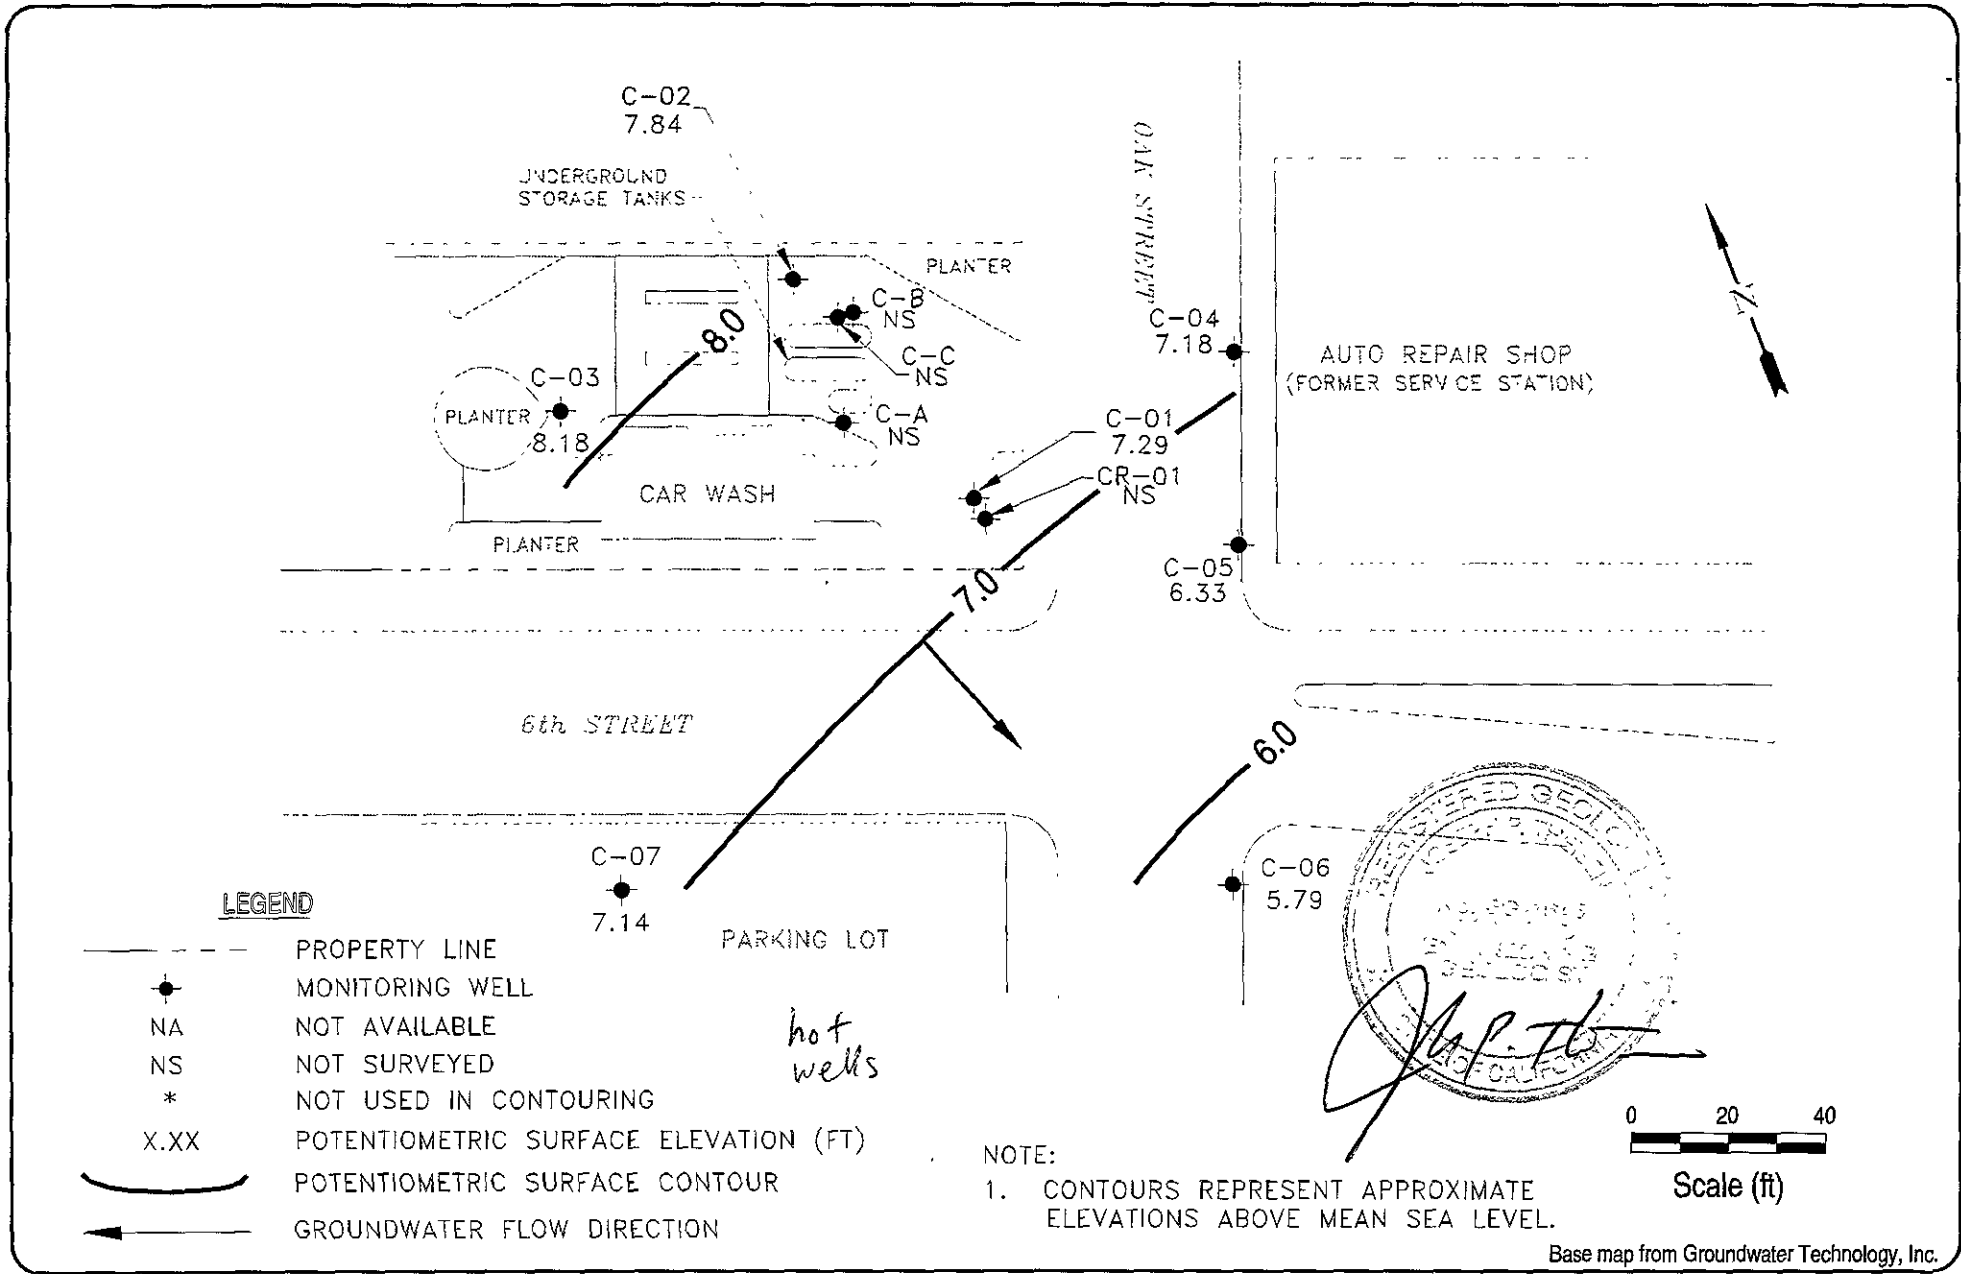 C-02
7.84
UNDERGROUND
STORAGE TANKS
OAK STREET
PLANTER
C-B
NS
8.0
C-04
7.18
C-C
NS
N
AUTO REPAIR SHOP
(FORMER SERVICE STATION)
C-03
PLANTER
8.18
C-A
NS
C-01
7.29
CR-01
NS
CAR WASH
PLANTER
C-05
6.33
7.0
6th STREET
6.0
C-07
7.14
C-06
5.79
PARKING LOT
REGISTERED GEOLOGIST
GEOLOGIST
OF CALIFORNIA
LEGEND
PROPERTY LINE
MONITORING WELL
NA NOT AVAILABLE
NS NOT SURVEYED
* NOT USED IN CONTOURING
X.XX POTENTIOMETRIC SURFACE ELEVATION (FT)
POTENTIOMETRIC SURFACE CONTOUR
GROUNDWATER FLOW DIRECTION
hot
wells
NOTE:
1. CONTOURS REPRESENT APPROXIMATE
ELEVATIONS ABOVE MEAN SEA LEVEL.
0 20 40
Scale (ft)
Base map from Groundwater Technology, Inc.